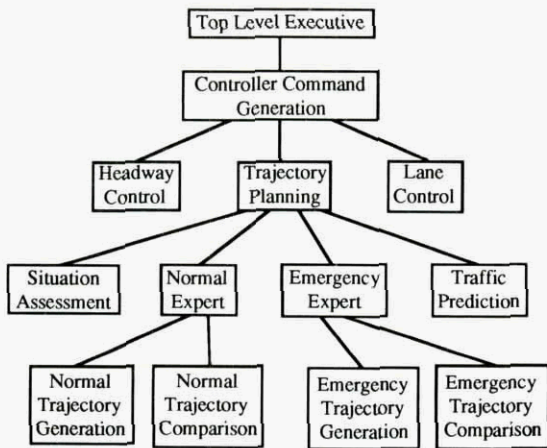 Top Level Executive
Controller Command
Generation
Headway
Control
Trajectory
Planning
Lane
Control
Situation
Assessment
Normal
Expert
Emergency
Expert
Traffic
Prediction
Normal
Trajectory
Generation
Normal
Trajectory
Comparison
Emergency
Trajectory
Generation
Emergency
Trajectory
Comparison